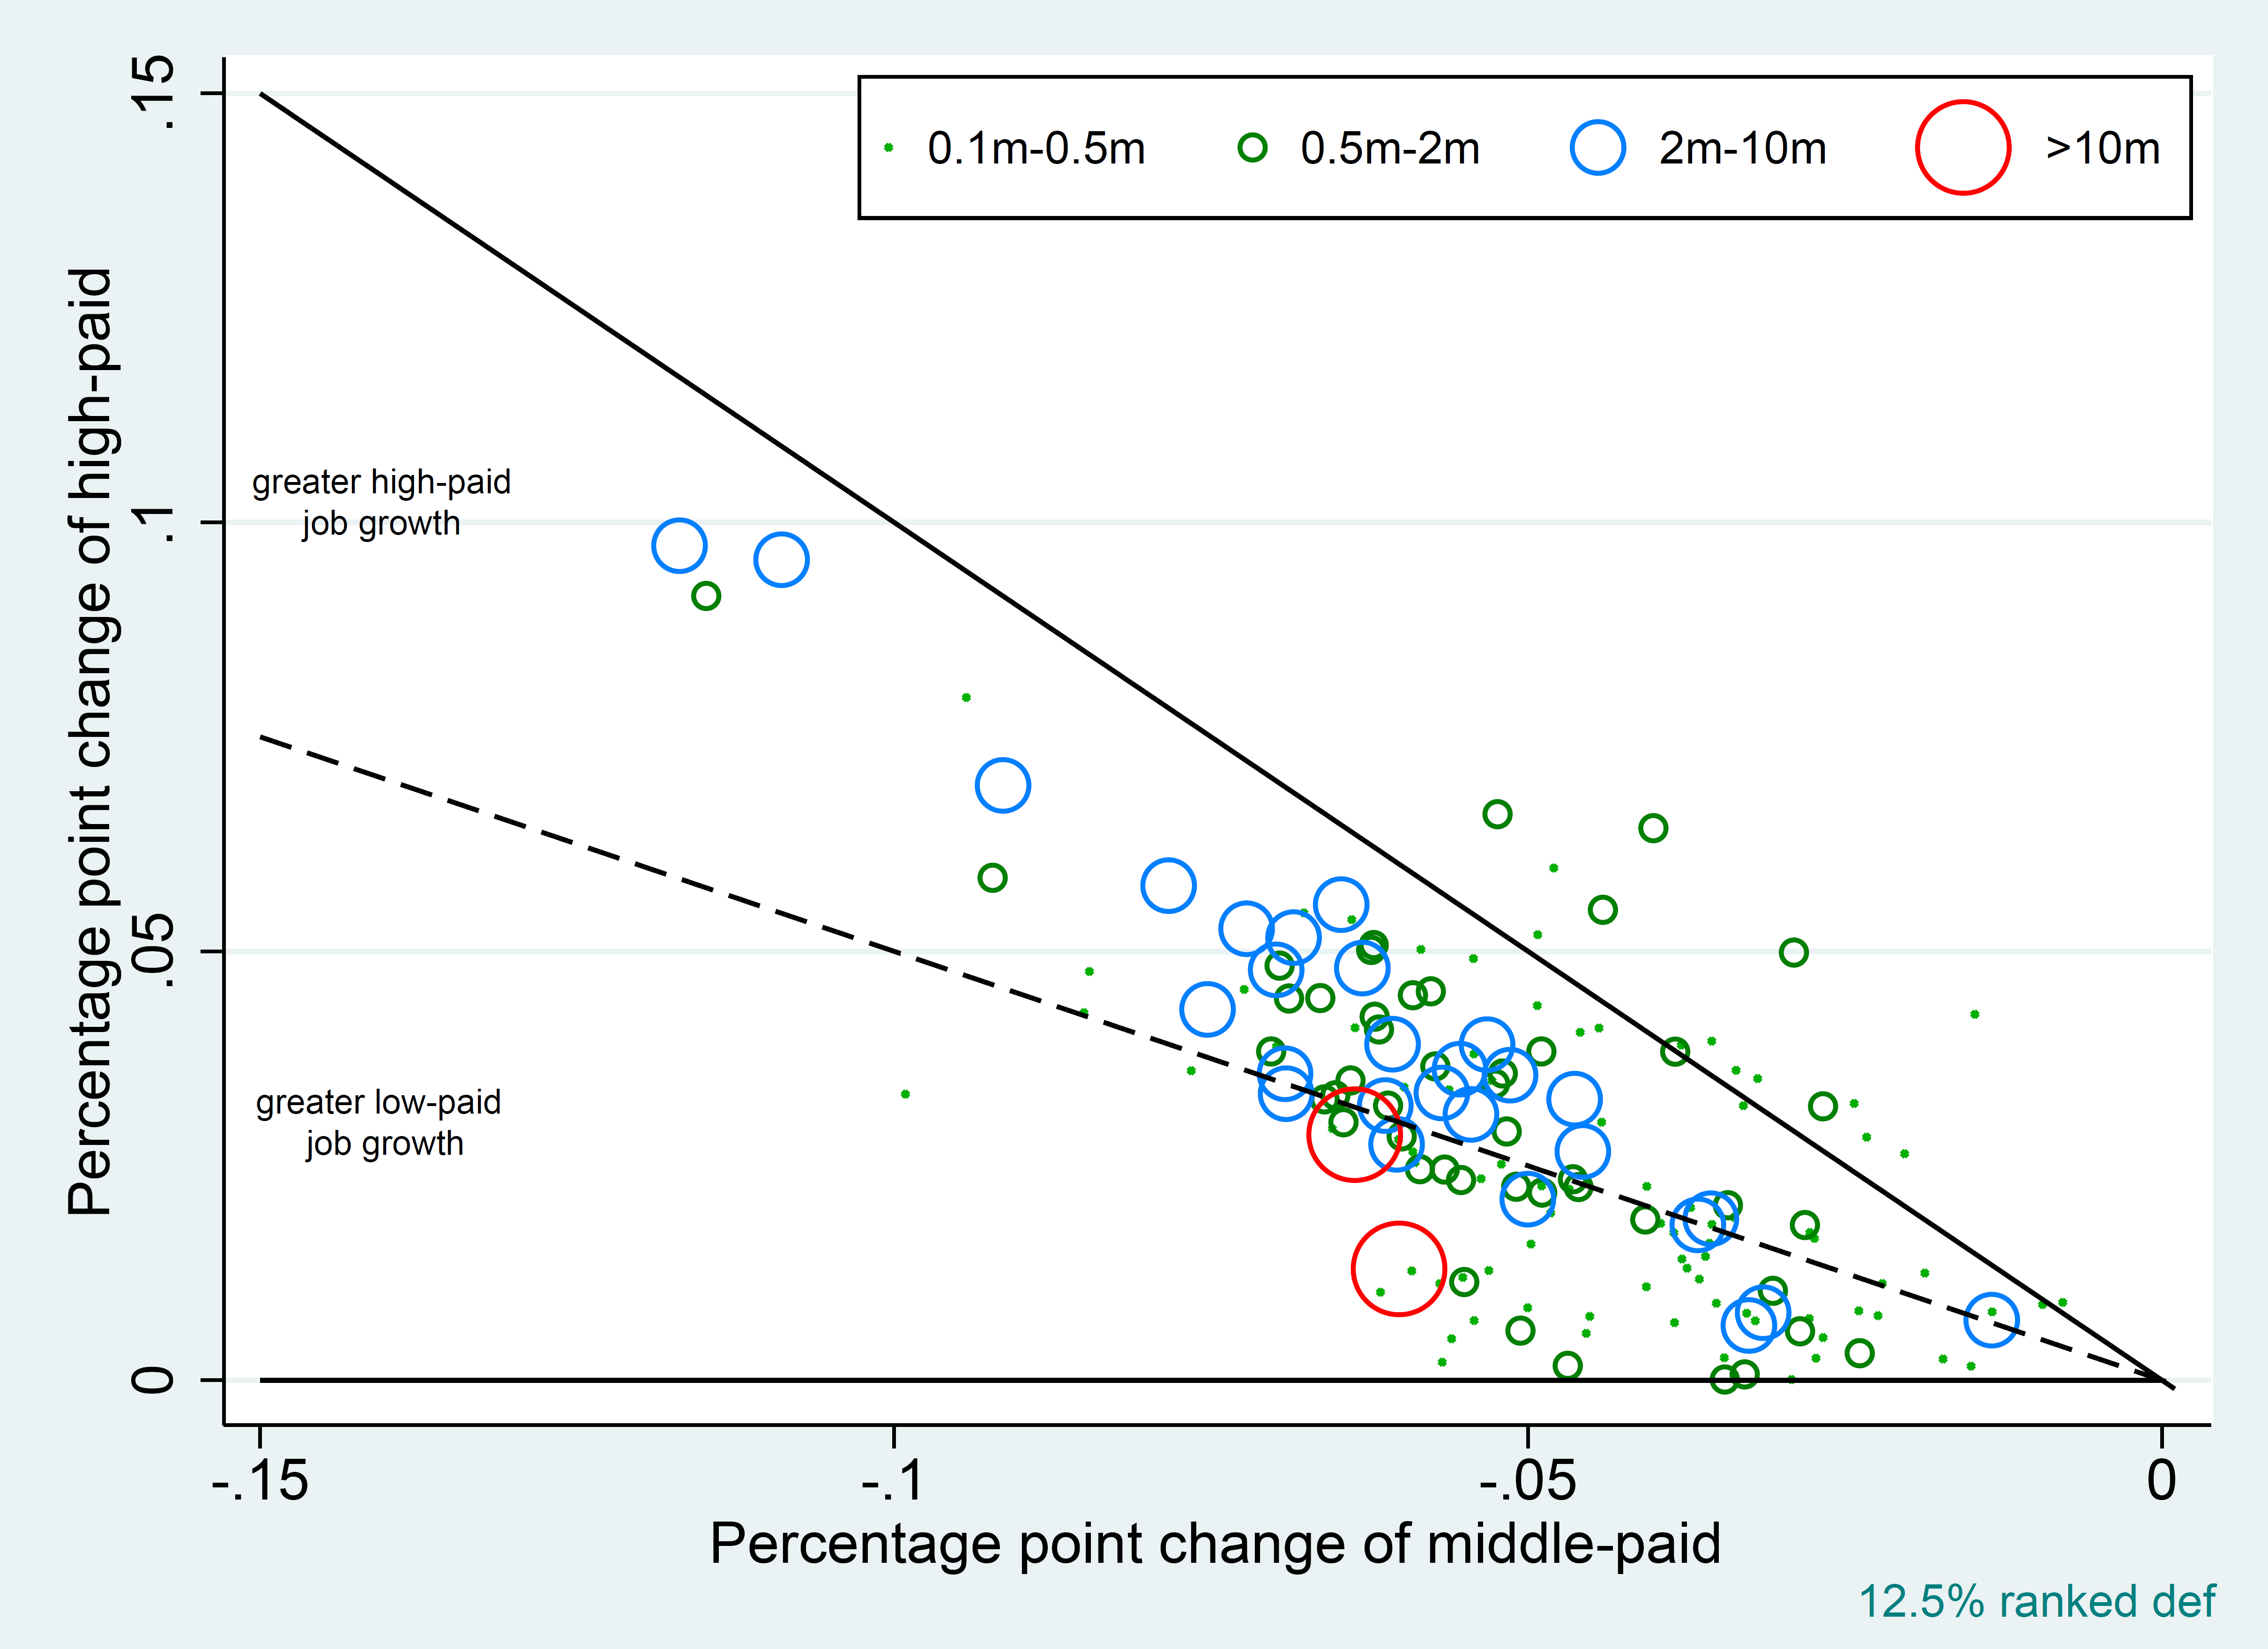 0.1m-0.5m 0.5m-2m 2m-10m >10m
Percentage point change of high-paid
.15
.1
.05
0
greater high-paid
job growth
greater low-paid
job growth
-.15 -.1 -.05 0
Percentage point change of middle-paid
12.5% ranked def